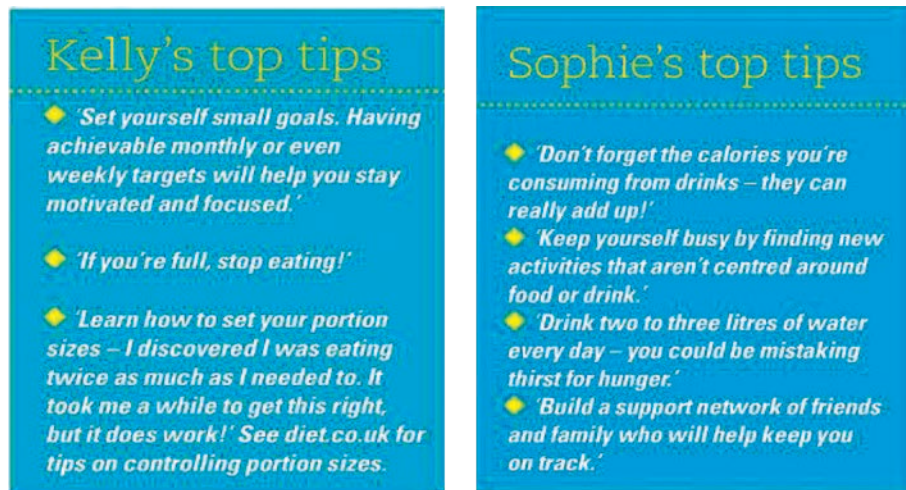 Kelly's top tips
'Set yourself small goals. Having
achievable monthly or even
weekly targets will help you stay
motivated and focused.'
'If you're full, stop eating!'
'Learn how to set your portion
sizes – I discovered I was eating
twice as much as I needed to. It
took me a while to get this right,
but it does work!' See diet.co.uk for
tips on controlling portion sizes.
Sophie's top tips
'Don't forget the calories you're
consuming from drinks – they can
really add up!'
'Keep yourself busy by finding new
activities that aren't centred around
food or drink.'
'Drink two to three litres of water
every day – you could be mistaking
thirst for hunger.'
'Build a support network of friends
and family who will help keep you
on track.'